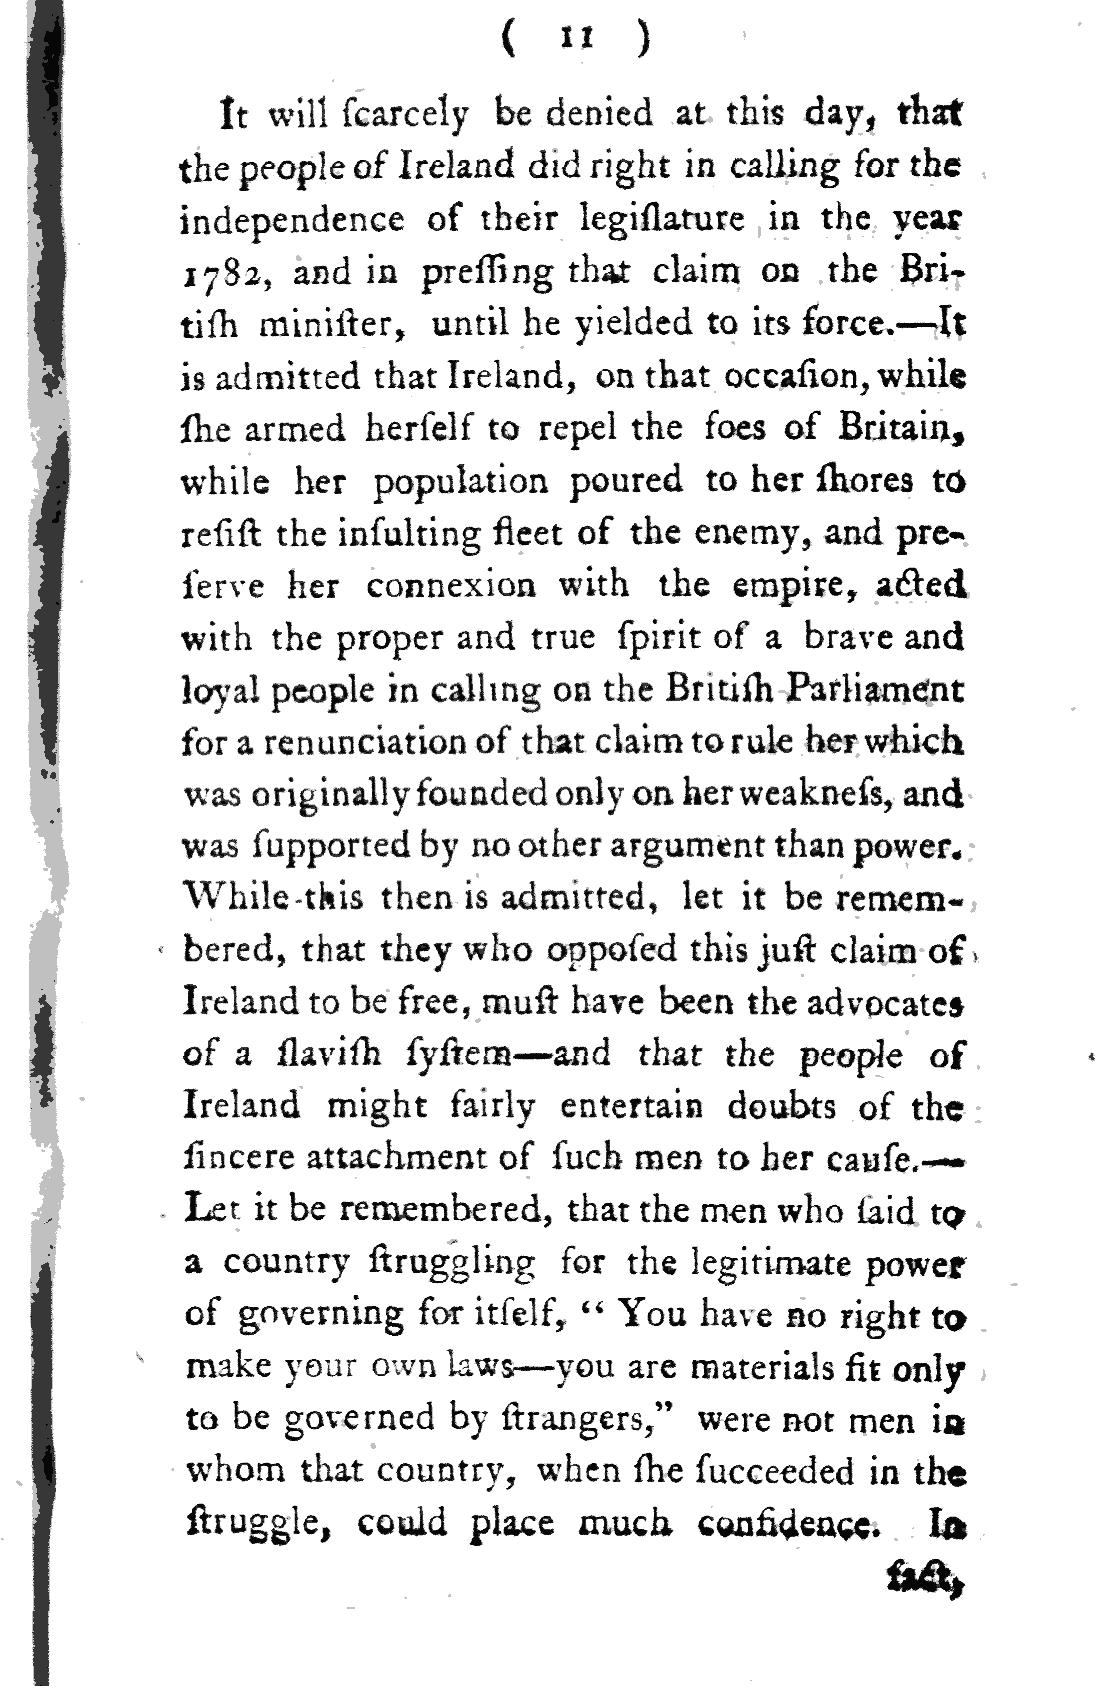 ( 11 )
It will ſcarcely be denied at this day, that
the people of Ireland did right in calling for the
independence of their legiſlature in the year
1782, and in preſſing that claim on the Bri-
tiſh miniſter, until he yielded to its force.—It
is admitted that Ireland, on that occaſion, while
ſhe armed herſelf to repel the foes of Britain,
while her population poured to her ſhores to
reſiſt the inſulting fleet of the enemy, and pre-
ſerve her connexion with the empire, acted
with the proper and true ſpirit of a brave and
loyal people in calling on the Britiſh Parliament
for a renunciation of that claim to rule her which
was originally founded only on her weakneſs, and
was ſupported by no other argument than power.
While this then is admitted, let it be remem-
bered, that they who oppoſed this juſt claim of
Ireland to be free, muſt have been the advocates
of a ſlaviſh ſyſtem—and that the people of
Ireland might fairly entertain doubts of the
ſincere attachment of ſuch men to her cauſe.—
Let it be remembered, that the men who ſaid to
a country ſtruggling for the legitimate power
of governing for itſelf, “ You have no right to
make your own laws—you are materials fit only
to be governed by ſtrangers,” were not men in
whom that country, when ſhe ſucceeded in the
ſtruggle, could place much confidence. In
fact,